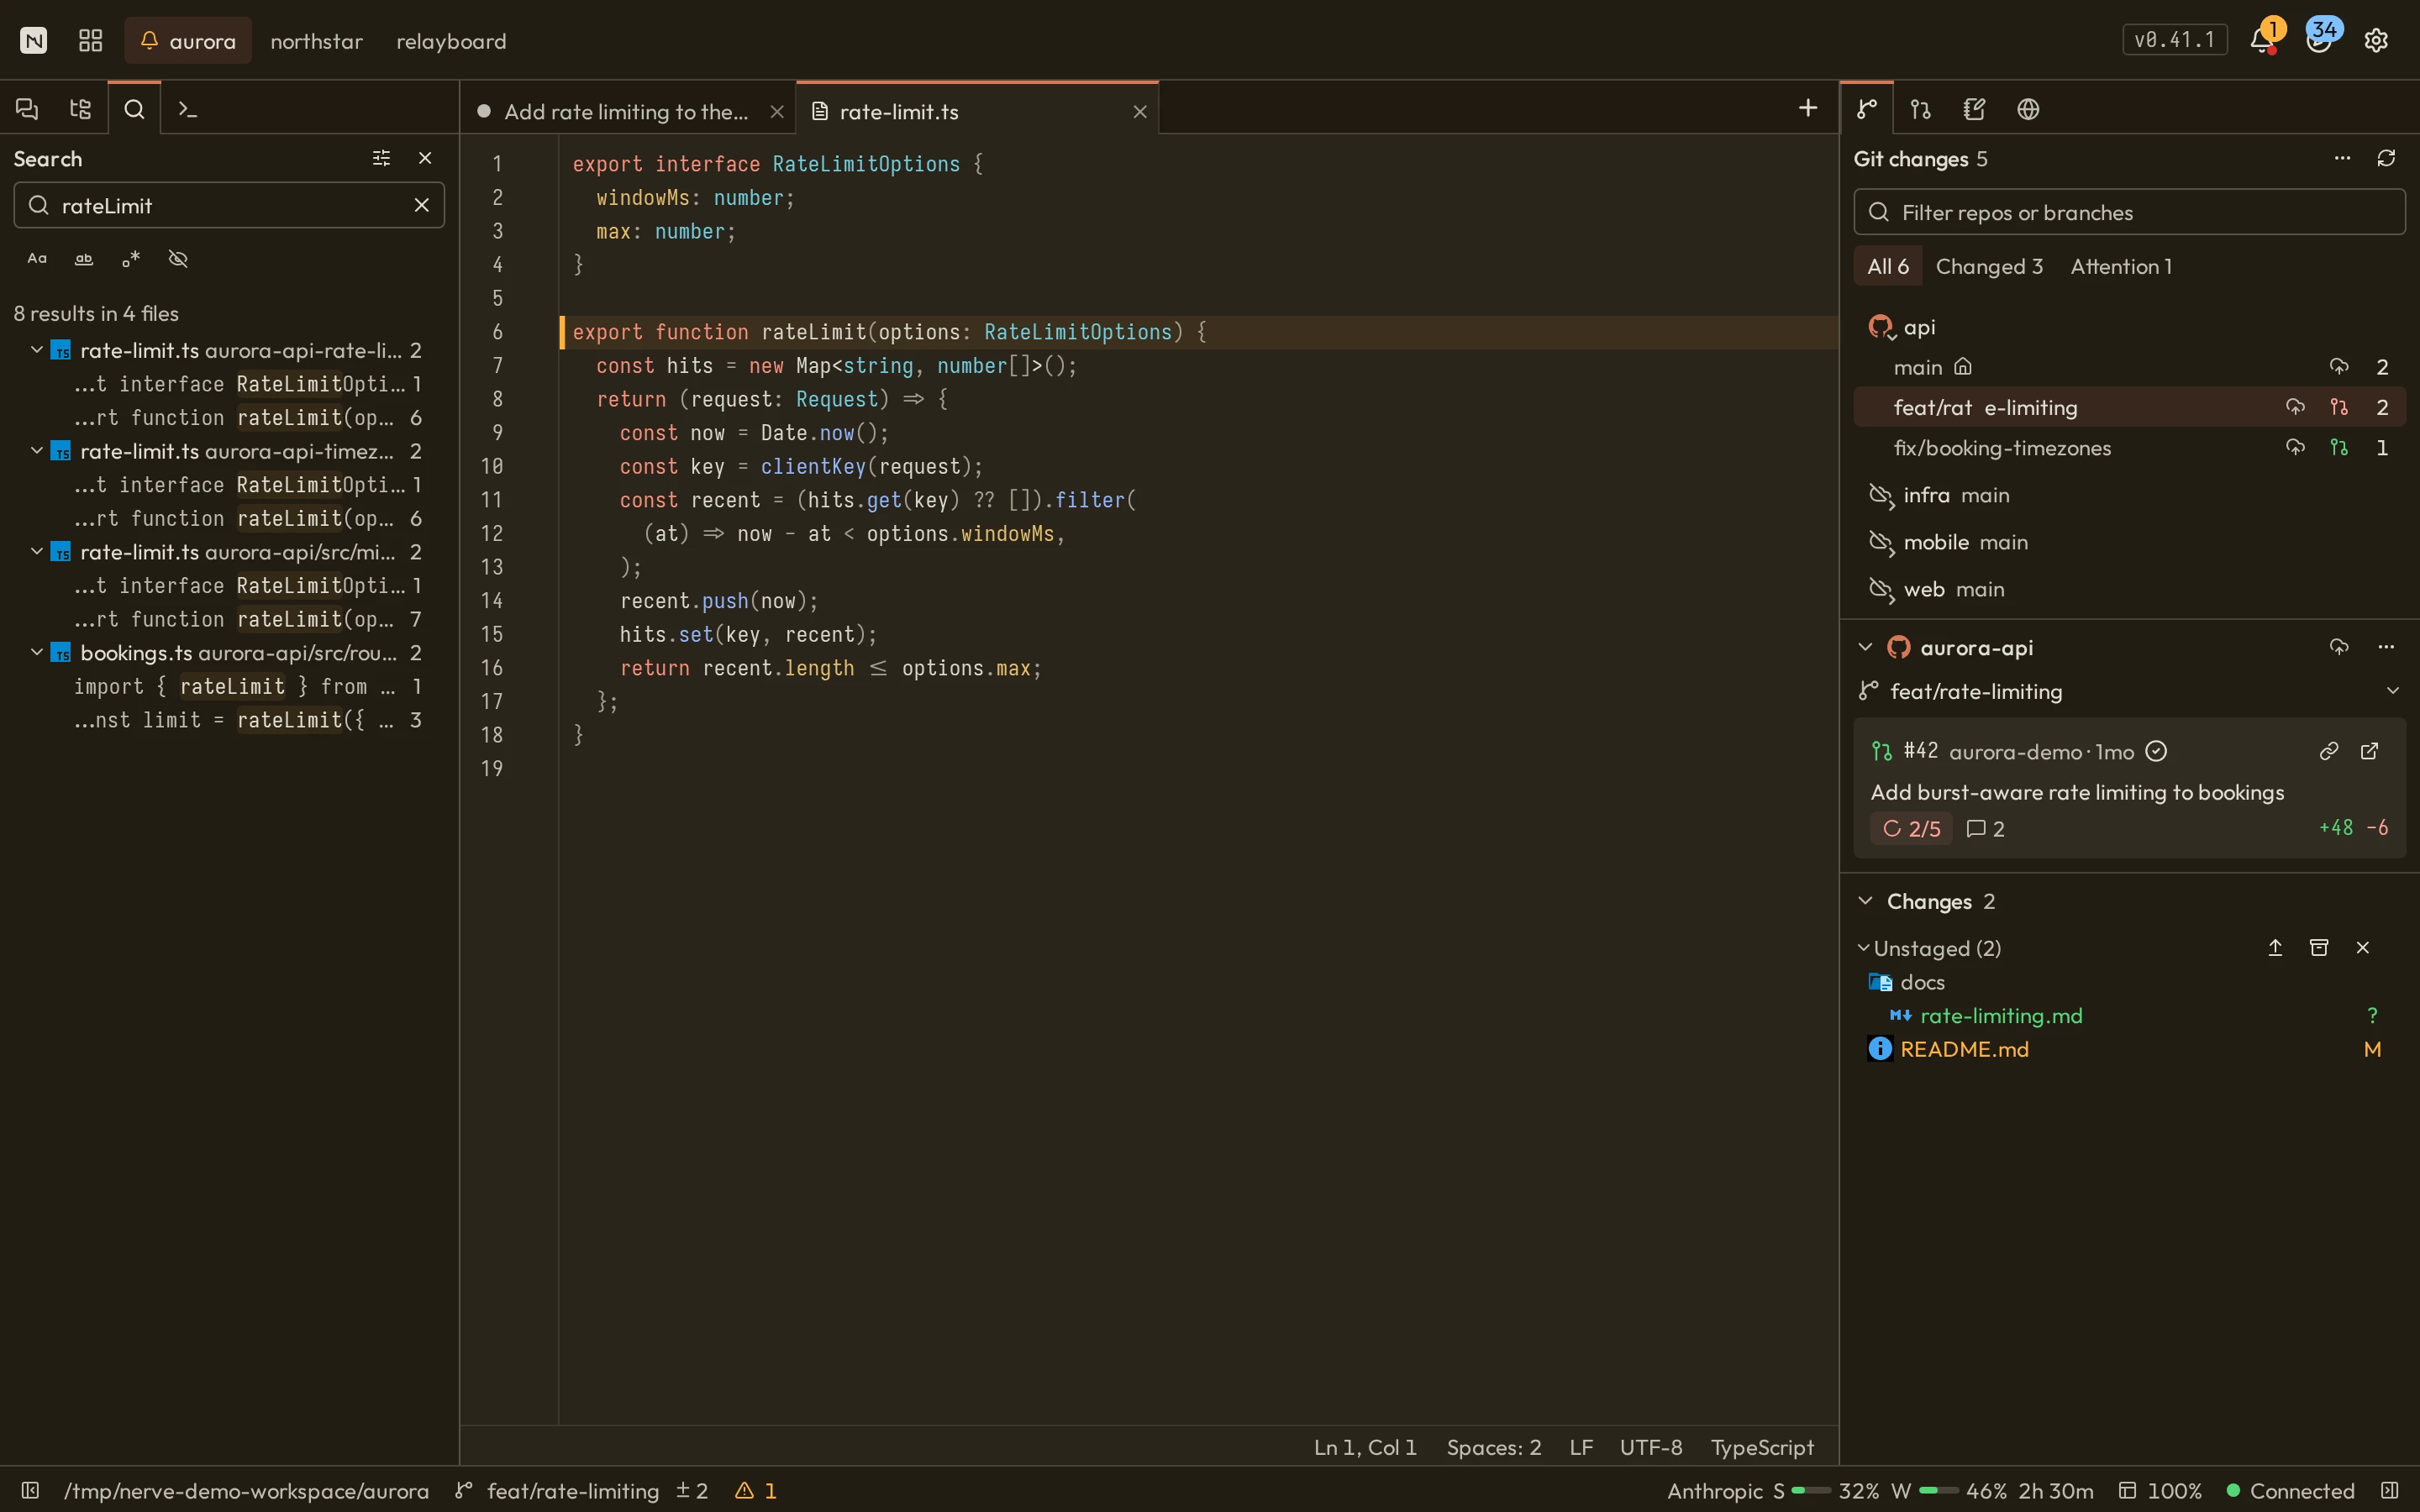 aurora northstar relayboard v0.41.1 1 34
Search
rateLimit
Aa ab .*
8 results in 4 files
rate-limit.ts aurora-api-rate-li... 2
...t interface RateLimitOpti... 1
...rt function rateLimit(op... 6
rate-limit.ts aurora-api-timez... 2
...t interface RateLimitOpti... 1
...rt function rateLimit(op... 6
rate-limit.ts aurora-api/src/mi... 2
...t interface RateLimitOpti... 1
...rt function rateLimit(op... 7
bookings.ts aurora-api/src/rou... 2
import { rateLimit } from ... 1
...nst limit = rateLimit({ ... 3
Add rate limiting to the... rate-limit.ts
1 export interface RateLimitOptions {
2 windowMs: number;
3 max: number;
4 }
5
6 export function rateLimit(options: RateLimitOptions) {
7 const hits = new Map<string, number[]>();
8 return (request: Request) => {
9 const now = Date.now();
10 const key = clientKey(request);
11 const recent = (hits.get(key) ?? []).filter(
12 (at) => now - at < options.windowMs,
13 );
14 recent.push(now);
15 hits.set(key, recent);
16 return recent.length ≤ options.max;
17 };
18 }
19
Ln 1, Col 1 Spaces: 2 LF UTF-8 TypeScript
Git changes 5
Filter repos or branches
All 6 Changed 3 Attention 1
api
main 2
feat/rat e-limiting 2
fix/booking-timezones 1
infra main
mobile main
web main
aurora-api
feat/rate-limiting
#42 aurora-demo · 1mo
Add burst-aware rate limiting to bookings
2/5 2 +48 -6
Changes 2
Unstaged (2)
docs
rate-limiting.md ?
README.md M
/tmp/nerve-demo-workspace/aurora feat/rate-limiting ±2 1
Anthropic S 32% W 46% 2h 30m 100% Connected